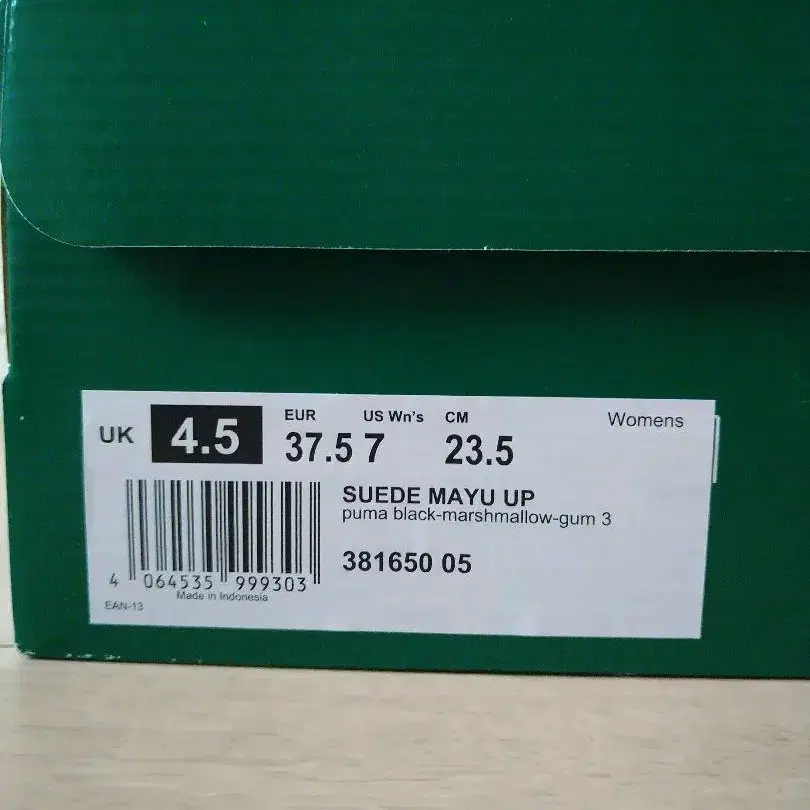 UK 4.5
EUR US Wn's CM Womens
37.5 7 23.5
SUEDE MAYU UP
puma black-marshmallow-gum 3
381650 05
4 064535 999303
Made in Indonesia
EAN-13